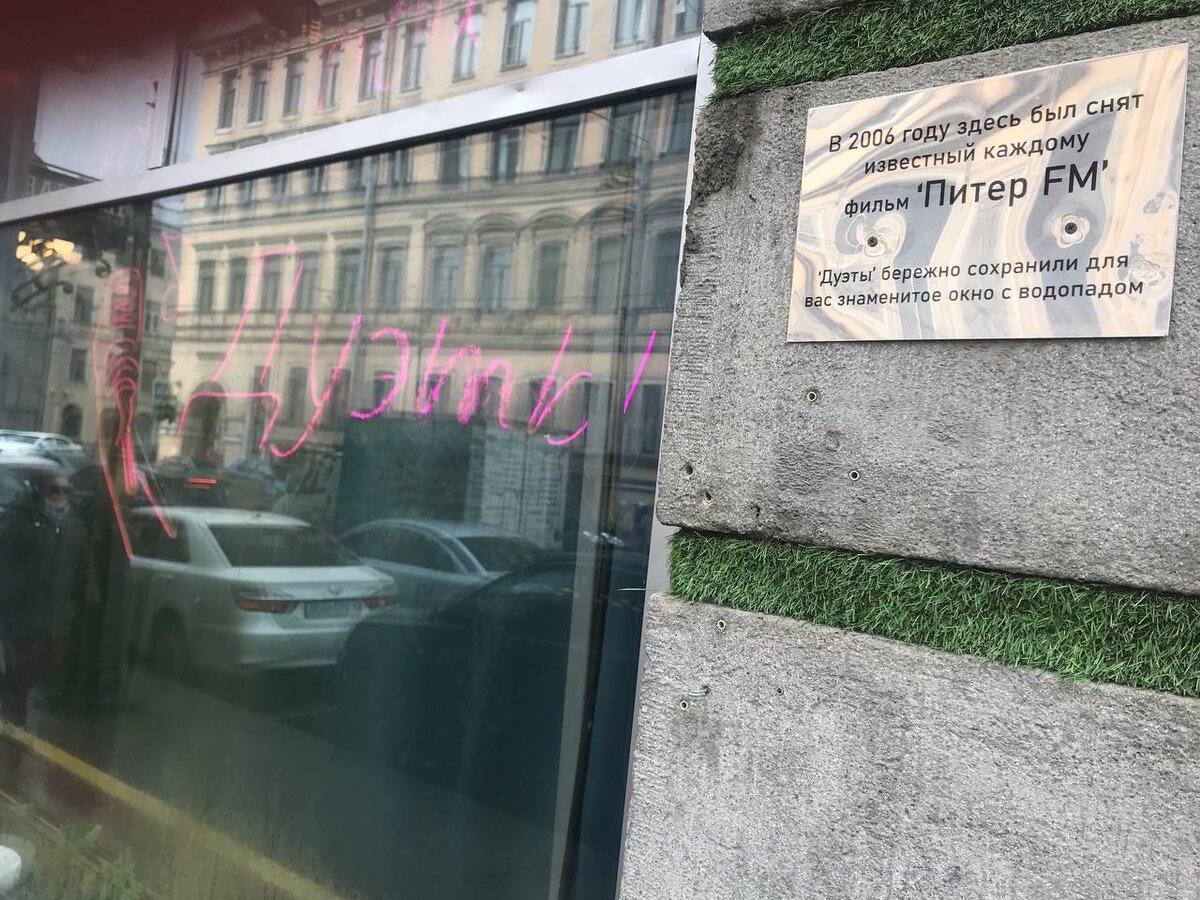 В 2006 году здесь был снят
известный каждому
фильм 'Питер FM'
'Дуэты' бережно сохранили для
вас знаменитое окно с водопадом
Дуэты